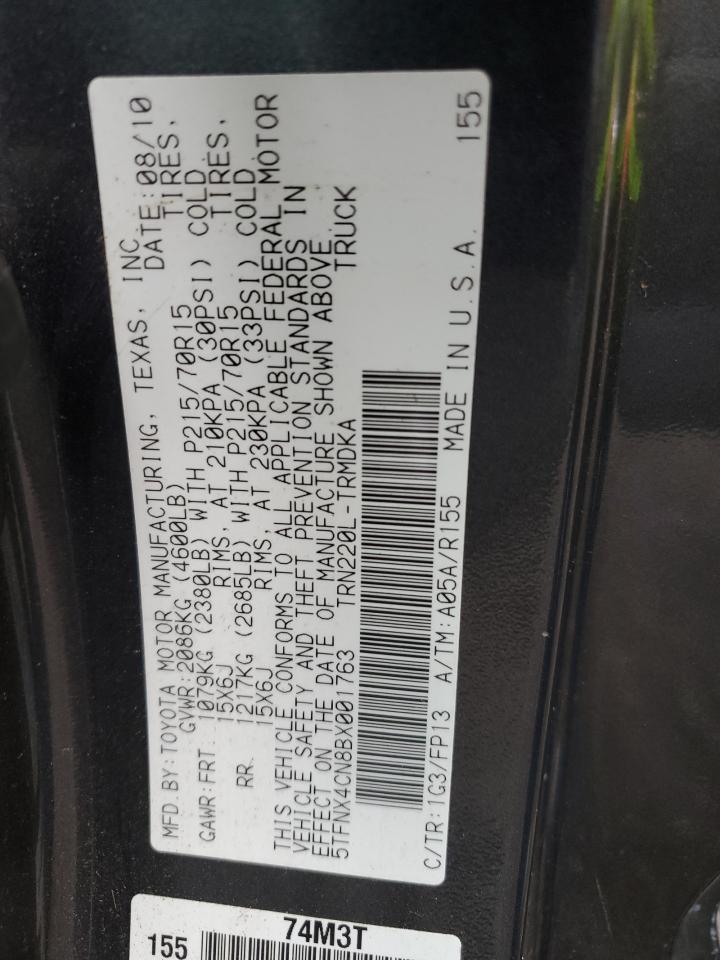 MFD.BY:TOYOTA MOTOR MANUFACTURING, TEXAS, INC
GVWR:2086KG (4600LB) DATE:08/10
GAWR:FRT. 1079KG (2380LB) WITH P215/70R15 TIRES,
15X6J RIMS, AT 210KPA (30PSI) COLD
RR. 1217KG (2685LB) WITH P215/70R15 TIRES,
15X6J RIMS, AT 230KPA (33PSI) COLD
THIS VEHICLE CONFORMS TO ALL APPLICABLE FEDERAL MOTOR
VEHICLE SAFETY AND THEFT PREVENTION STANDARDS IN
EFFECT ON THE DATE OF MANUFACTURE SHOWN ABOVE.
5TFNX4CN8BX001763 TRN220L-TRMDKA TRUCK
C/TR:1G3/FP13 A/TM:A05A/R155 MADE IN U.S.A. 155
74M3T
155